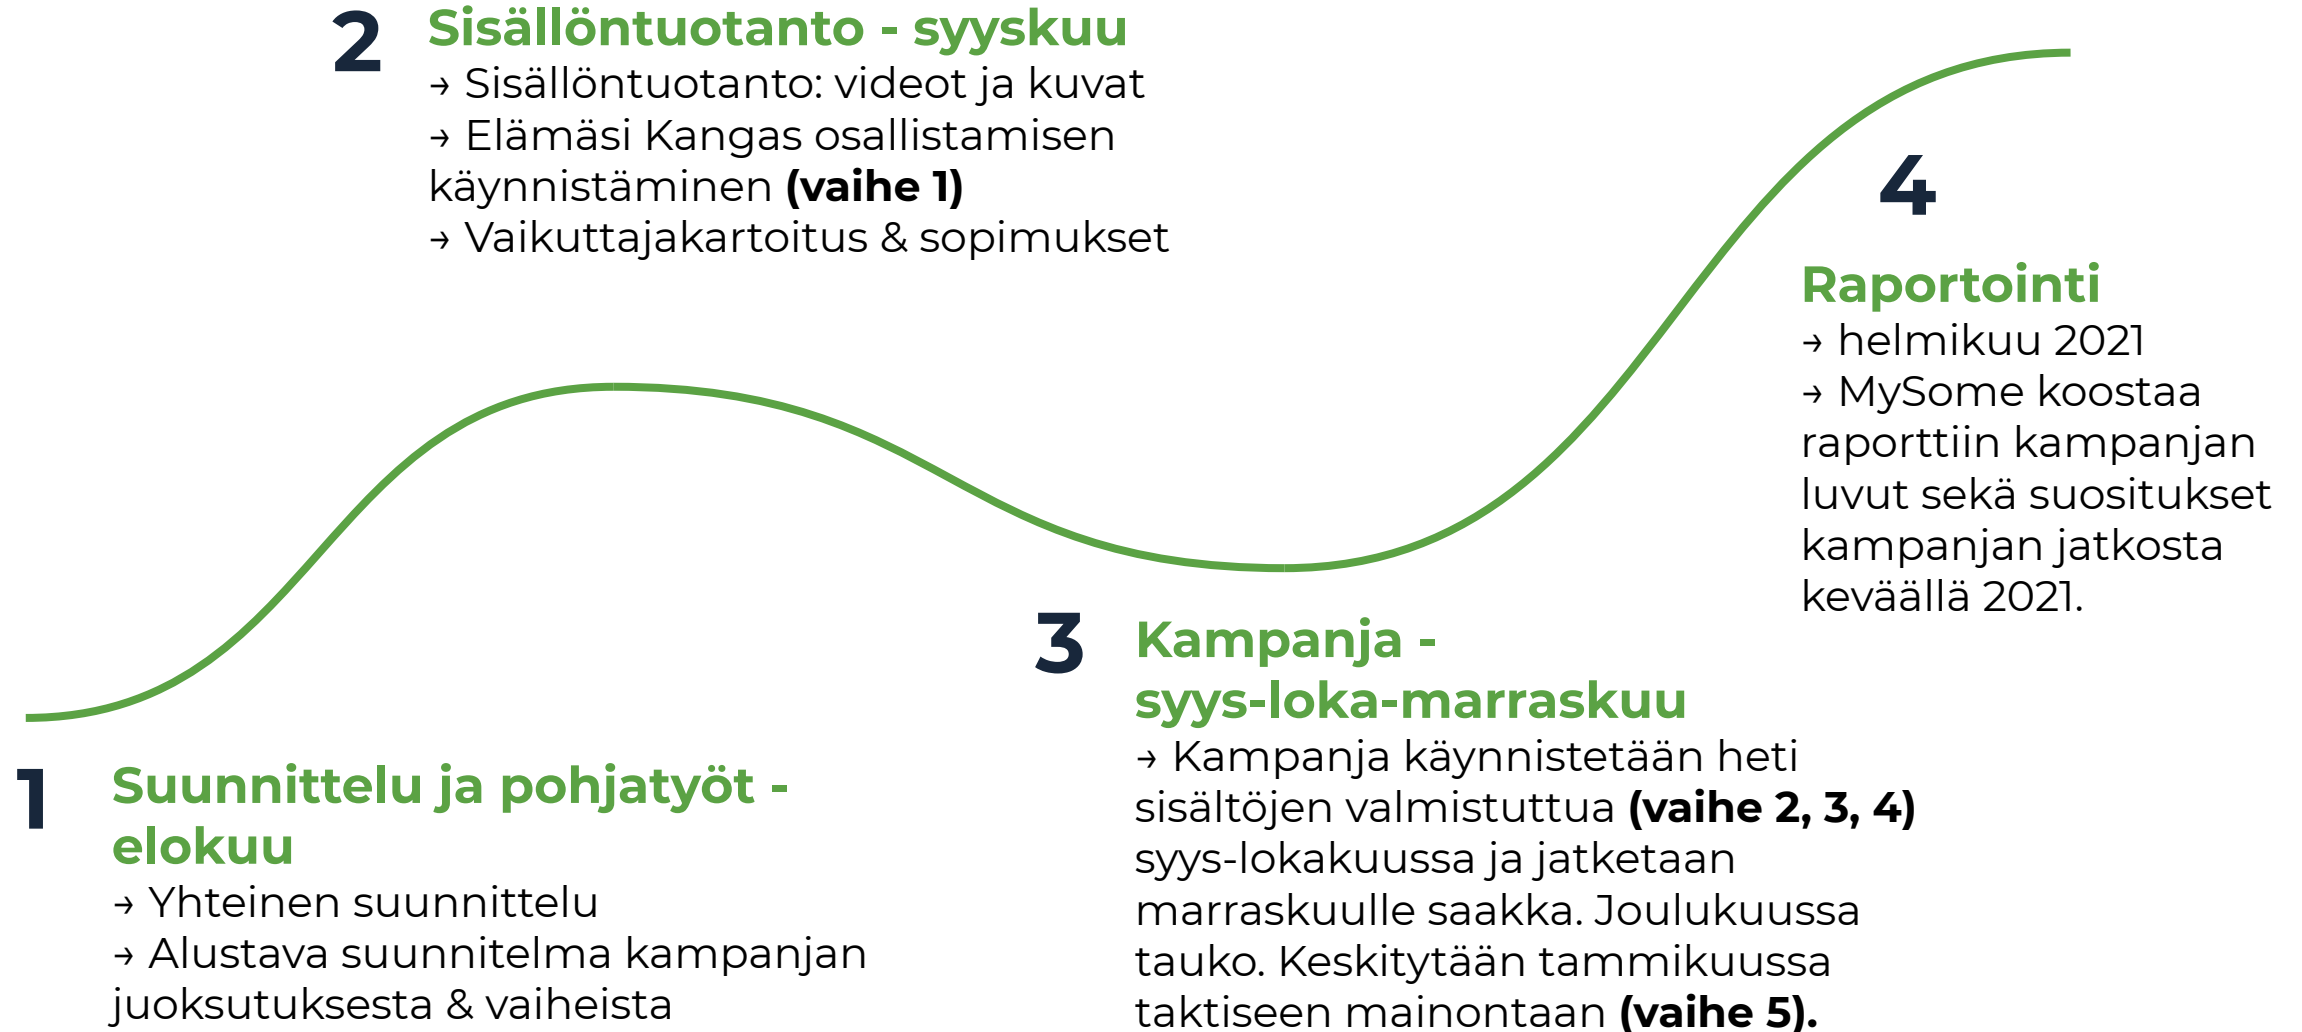 1
Suunnittelu ja pohjatyöt -
elokuu
→ Yhteinen suunnittelu
→ Alustava suunnitelma kampanjan
juoksutuksesta & vaiheista
2
Sisällöntuotanto - syyskuu
→ Sisällöntuotanto: videot ja kuvat
→ Elämäsi Kangas osallistamisen
käynnistäminen (vaihe 1)
→ Vaikuttajakartoitus & sopimukset
3
Kampanja -
syys-loka-marraskuu
→ Kampanja käynnistetään heti
sisältöjen valmistuttua (vaihe 2, 3, 4)
syys-lokakuussa ja jatketaan
marraskuulle saakka. Joulukuussa
tauko. Keskitytään tammikuussa
taktiseen mainontaan (vaihe 5).
4
Raportointi
→ helmikuu 2021
→ MySome koostaa
raporttiin kampanjan
luvut sekä suositukset
kampanjan jatkosta
keväällä 2021.